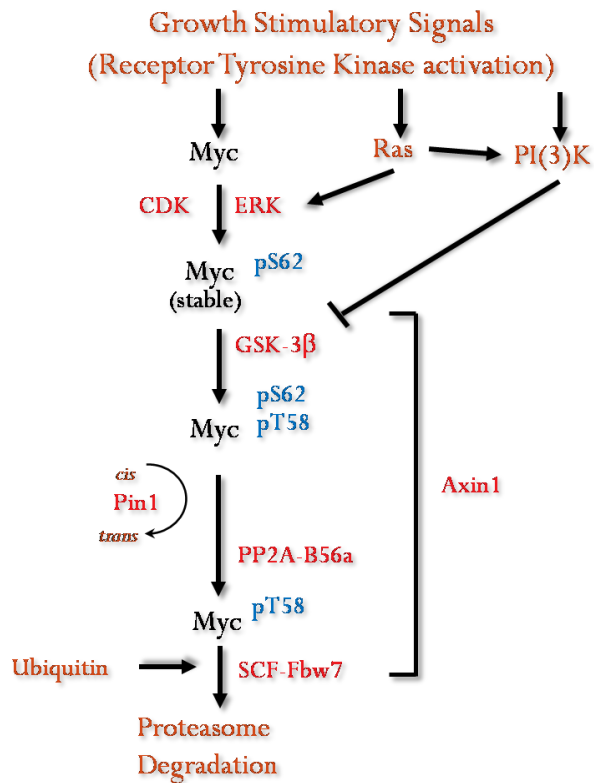 Growth Stimulatory Signals
(Receptor Tyrosine Kinase activation)
Myc
Ras
PI(3)K
CDK
ERK
Myc pS62
(stable)
GSK-3β
pS62
Myc pT58
cis
Pin1
trans
Axin1
PP2A-B56a
Myc pT58
Ubiquitin
SCF-Fbw7
Proteasome
Degradation